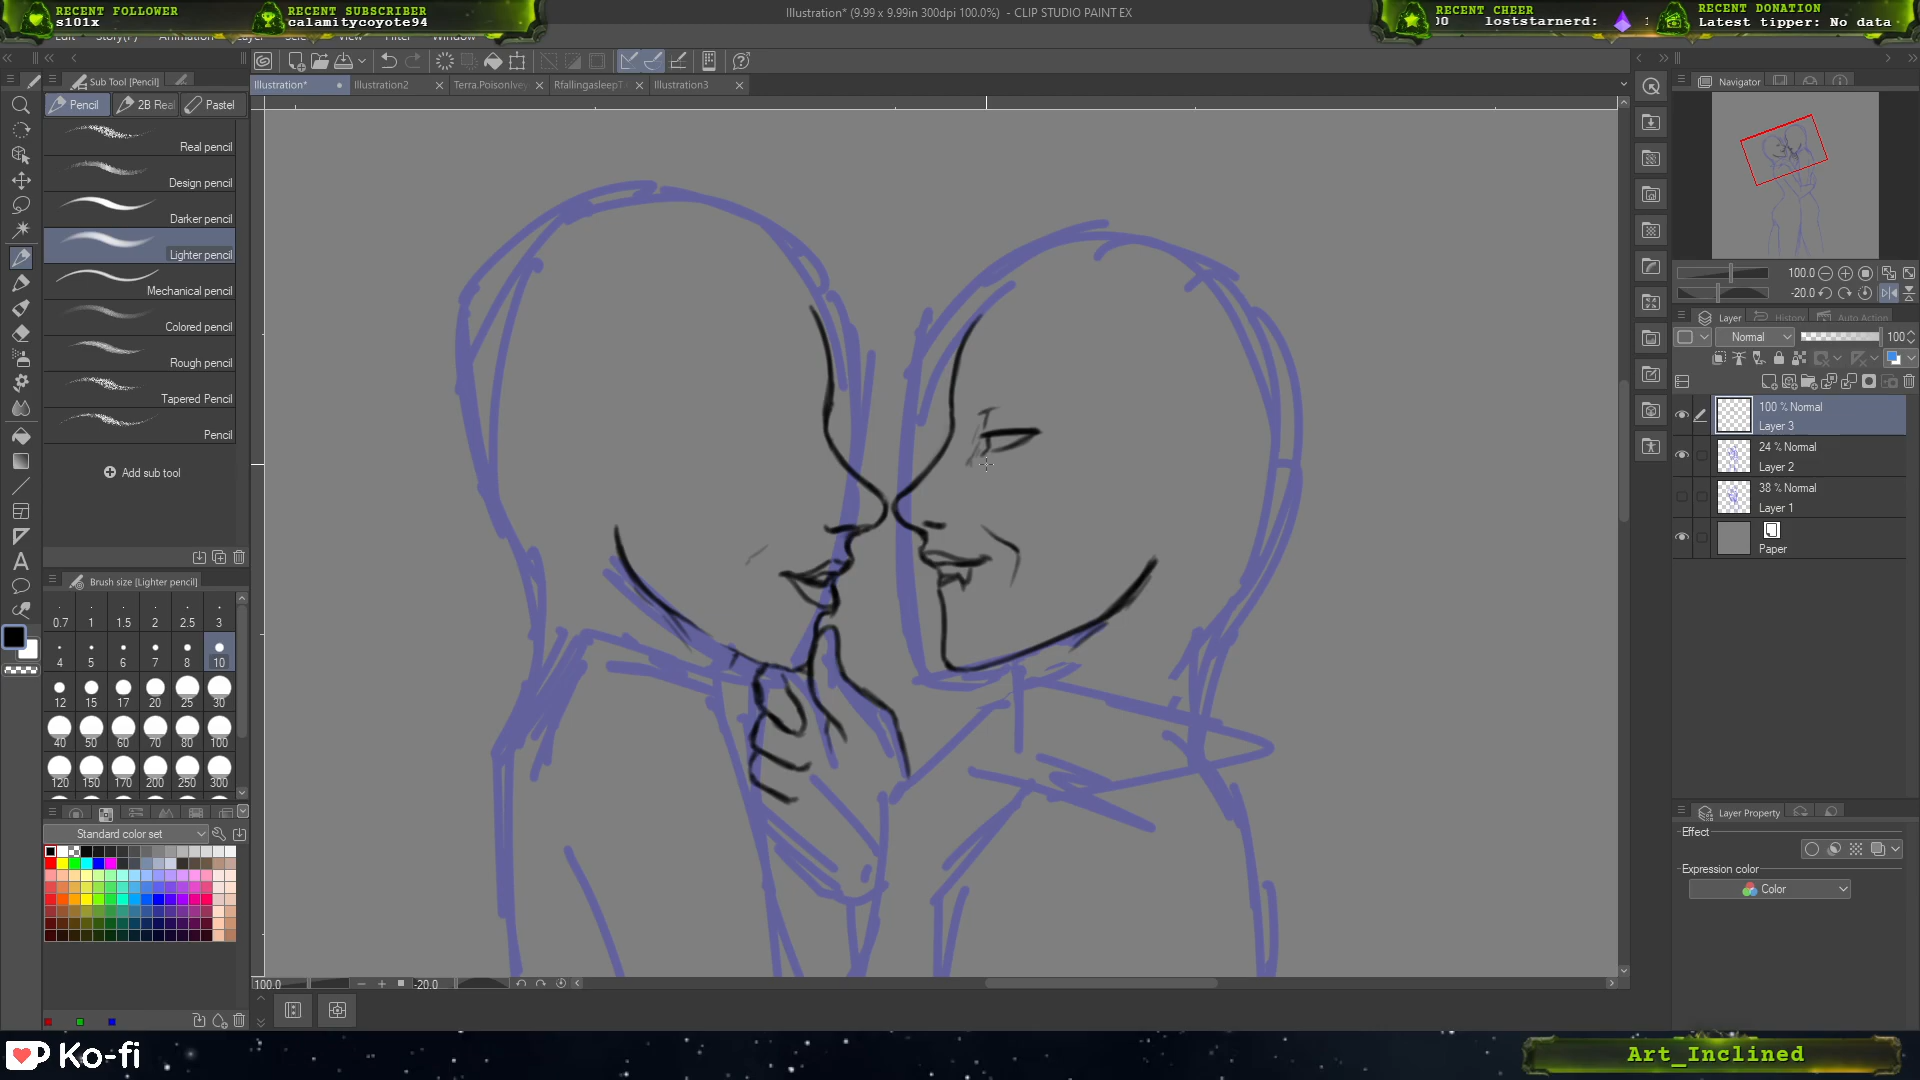 RECENT FOLLOWER
s101x
RECENT SUBSCRIBER
calamitycoyote94
Illustration* (9.99 x 9.99in 300dpi 100.0%) - CLIP STUDIO PAINT EX
RECENT CHEER
loststarnerd:
RECENT DONATION
Latest tipper: No data
Sub Tool [Pencil]
Illustration*
Illustration2
Terra.PoisonIvey
RfallingasleepT
Illustration3
Navigator
Pencil
2B Real
Pastel
Real pencil
Design pencil
Darker pencil
Lighter pencil
Mechanical pencil
Colored pencil
Rough pencil
Tapered Pencil
Pencil
Add sub tool
Brush size [Lighter pencil]
0.7 1 1.5 2 2.5 3
4 5 6 7 8 10
12 15 17 20 25 30
40 50 60 70 80 100
120 150 170 200 250 300
Standard color set
100.0
-20.0
Layer
History
Auto Action
Normal
100
100 % Normal
Layer 3
24 % Normal
Layer 2
38 % Normal
Layer 1
Paper
Layer Property
Effect
Expression color
Color
100.0
-20.0
Ko-fi
Art_Inclined